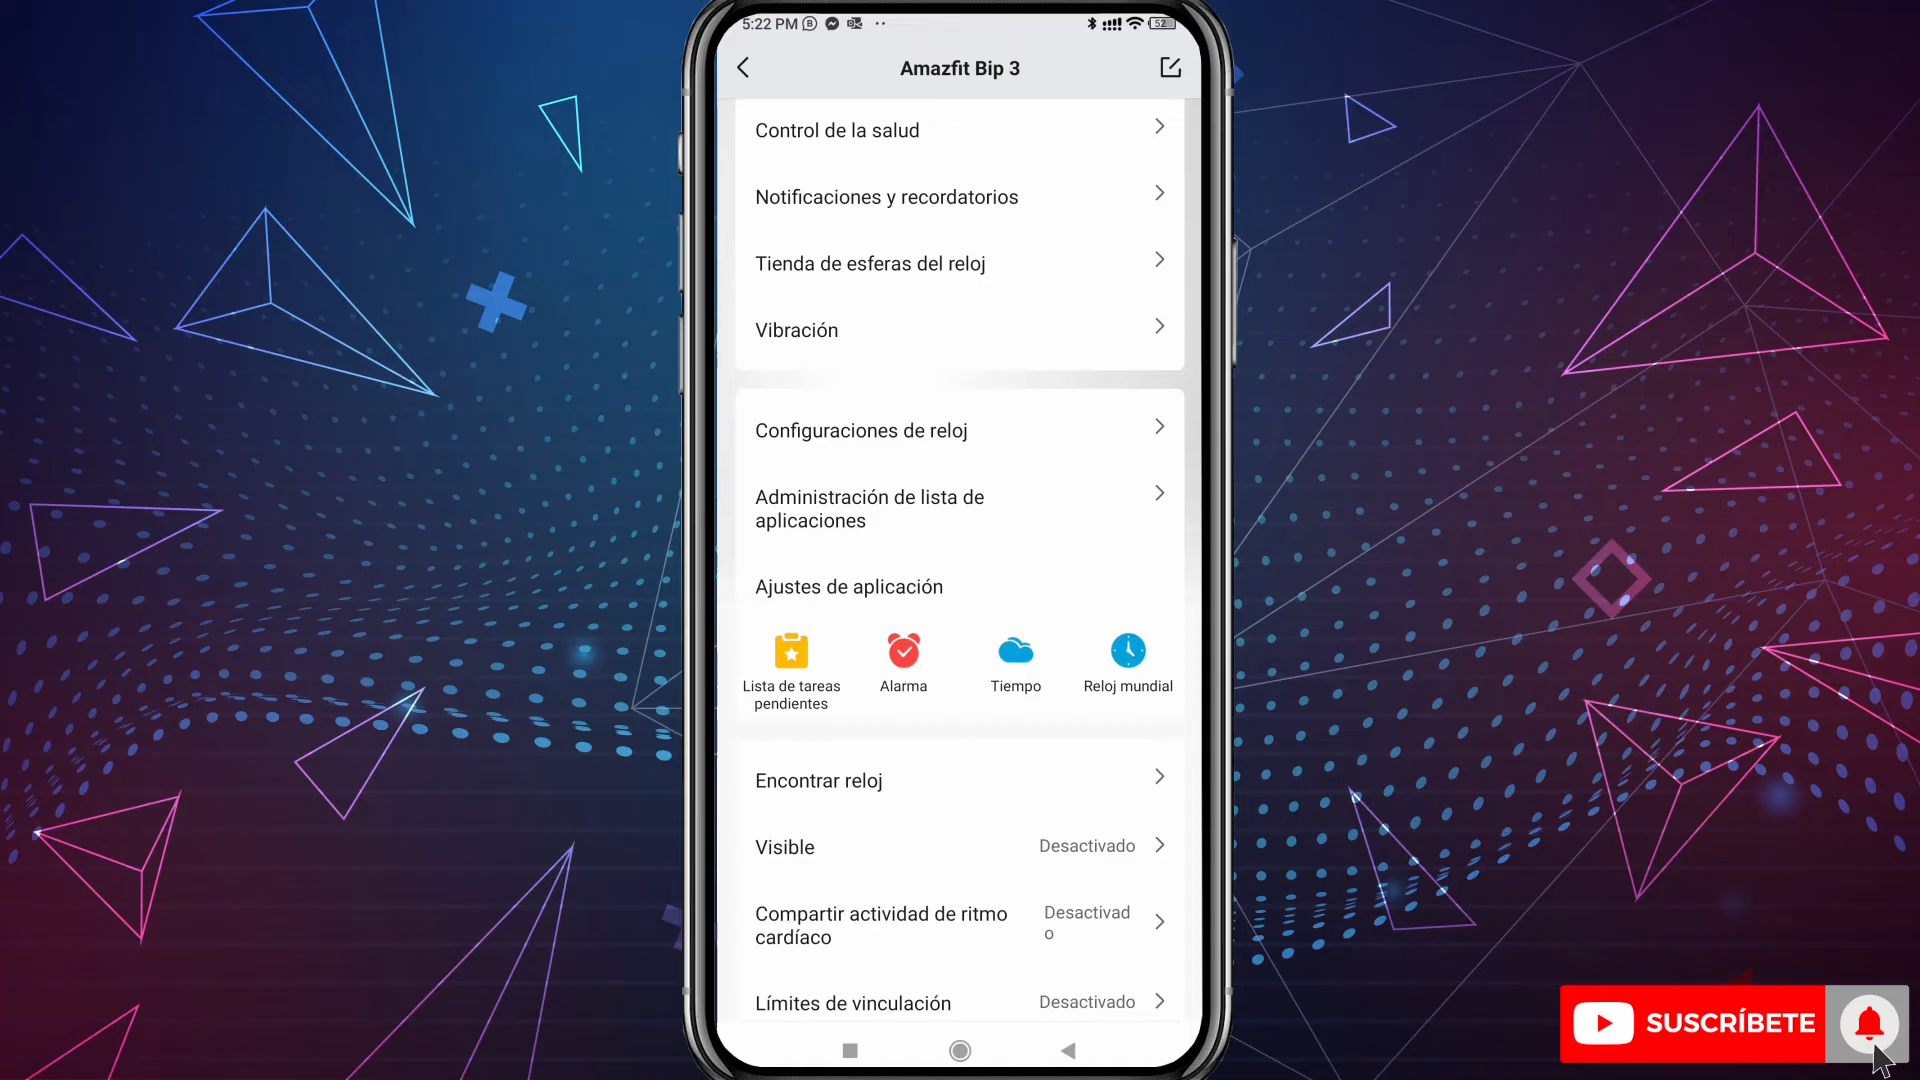 5:22 PM
52
Amazfit Bip 3
Control de la salud
Notificaciones y recordatorios
Tienda de esferas del reloj
Vibración
Configuraciones de reloj
Administración de lista de
aplicaciones
Ajustes de aplicación
Lista de tareas
pendientes
Alarma
Tiempo
Reloj mundial
Encontrar reloj
Visible
Desactivado
Compartir actividad de ritmo
cardíaco
Desactivad
o
Límites de vinculación
Desactivado
SUSCRÍBETE